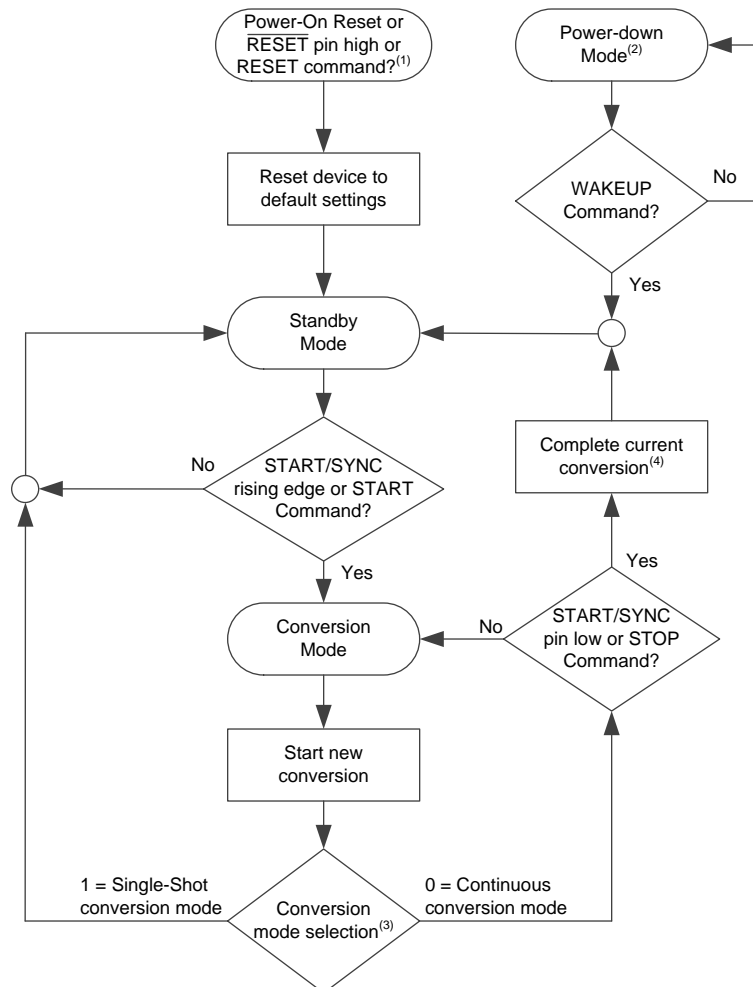 Power-On Reset or
RESET pin high or
RESET command?(1)
Power-down
Mode(2)
Reset device to
default settings
WAKEUP
Command?
No
Yes
Standby
Mode
Complete current
conversion(4)
No
START/SYNC
rising edge or START
Command?
Yes
Yes
Conversion
Mode
No
START/SYNC
pin low or STOP
Command?
Start new
conversion
1 = Single-Shot
conversion mode
0 = Continuous
conversion mode
Conversion
mode selection(3)